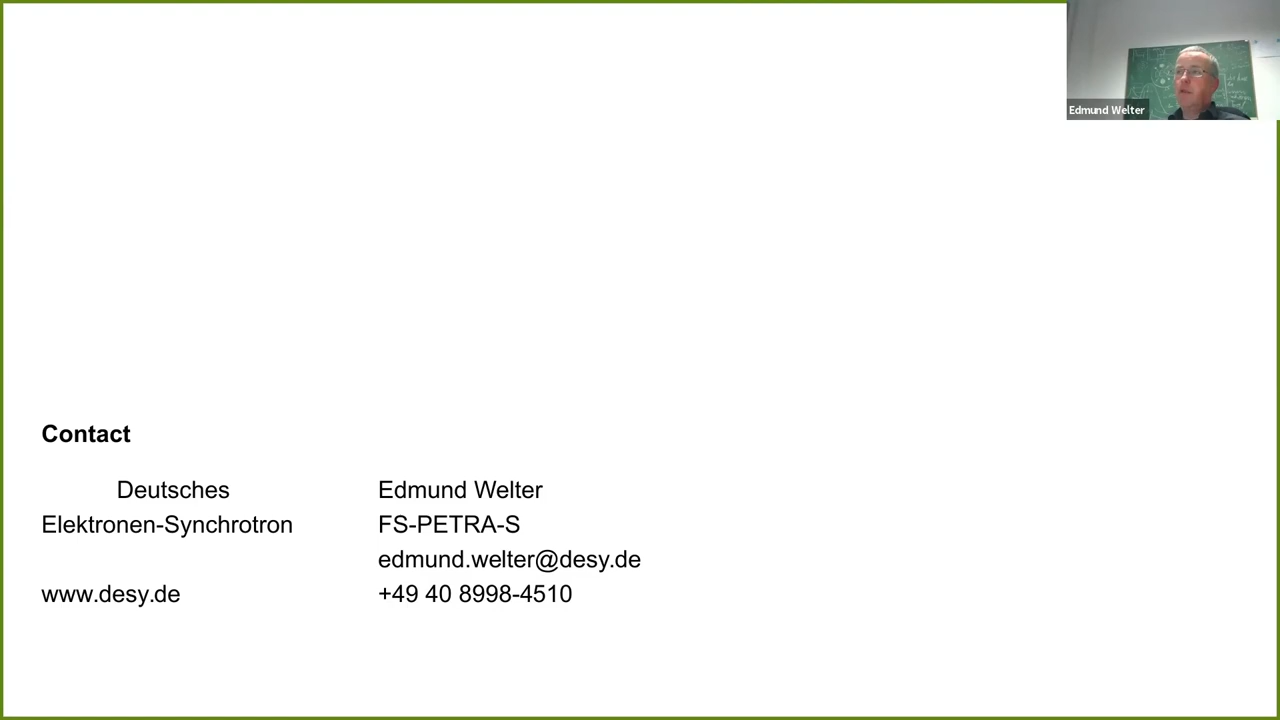 Edmund Welter
Contact
Deutsches
Elektronen-Synchrotron
www.desy.de
Edmund Welter
FS-PETRA-S
edmund.welter@desy.de
+49 40 8998-4510